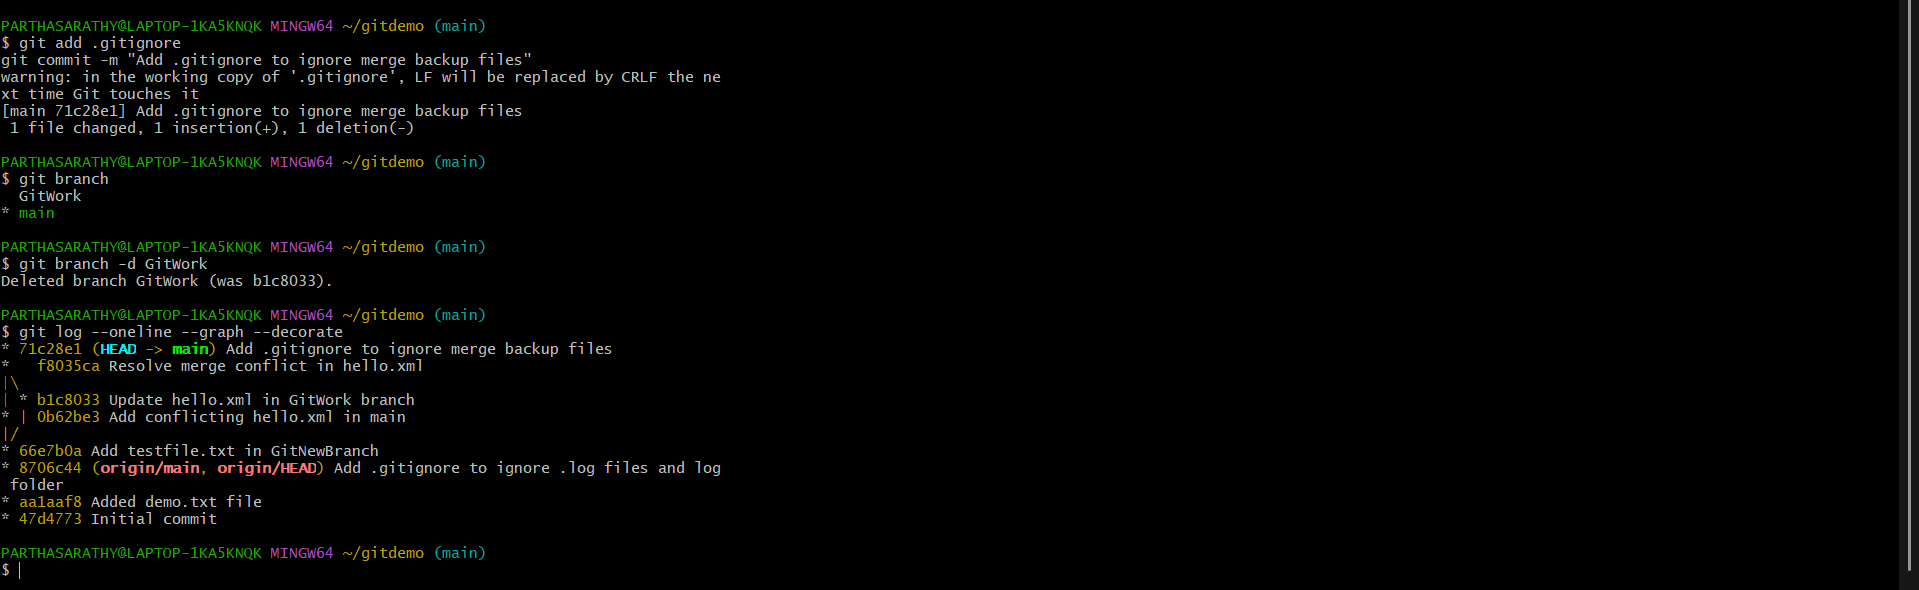 PARTHASARATHY@LAPTOP-1KA5KNQK MINGW64 ~/gitdemo (main)
$ git add .gitignore
git commit -m "Add .gitignore to ignore merge backup files"
warning: in the working copy of '.gitignore', LF will be replaced by CRLF the ne
xt time Git touches it
[main 71c28e1] Add .gitignore to ignore merge backup files
 1 file changed, 1 insertion(+), 1 deletion(-)

PARTHASARATHY@LAPTOP-1KA5KNQK MINGW64 ~/gitdemo (main)
$ git branch
  GitWork
* main

PARTHASARATHY@LAPTOP-1KA5KNQK MINGW64 ~/gitdemo (main)
$ git branch -d GitWork
Deleted branch GitWork (was b1c8033).

PARTHASARATHY@LAPTOP-1KA5KNQK MINGW64 ~/gitdemo (main)
$ git log --oneline --graph --decorate
* 71c28e1 (HEAD -> main) Add .gitignore to ignore merge backup files
*   f8035ca Resolve merge conflict in hello.xml
|\
| * b1c8033 Update hello.xml in GitWork branch
* | 0b62be3 Add conflicting hello.xml in main
|/
* 66e7b0a Add testfile.txt in GitNewBranch
* 8706c44 (origin/main, origin/HEAD) Add .gitignore to ignore .log files and log
 folder
* aa1aaf8 Added demo.txt file
* 47d4773 Initial commit

PARTHASARATHY@LAPTOP-1KA5KNQK MINGW64 ~/gitdemo (main)
$